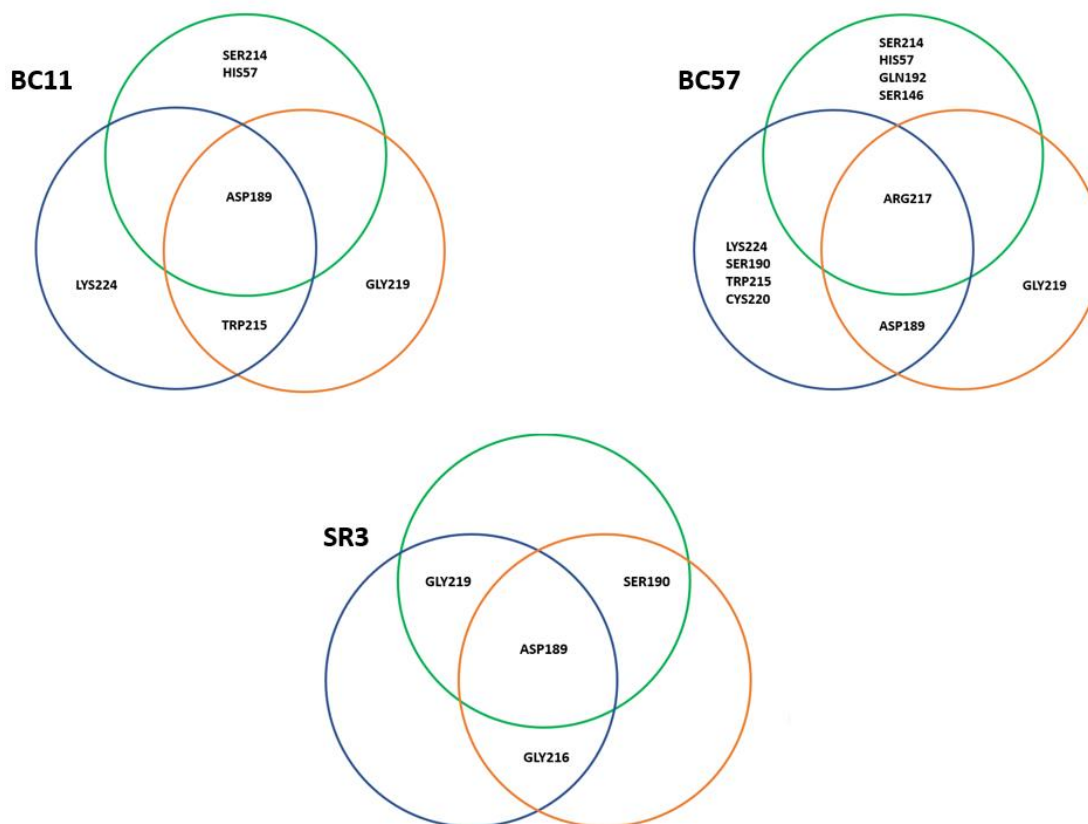 BC11
SER214
HIS57
ASP189
LYS224
GLY219
TRP215
BC57
SER214
HIS57
GLN192
SER146
ARG217
LYS224
SER190
TRP215
CYS220
GLY219
ASP189
SR3
GLY219
SER190
ASP189
GLY216